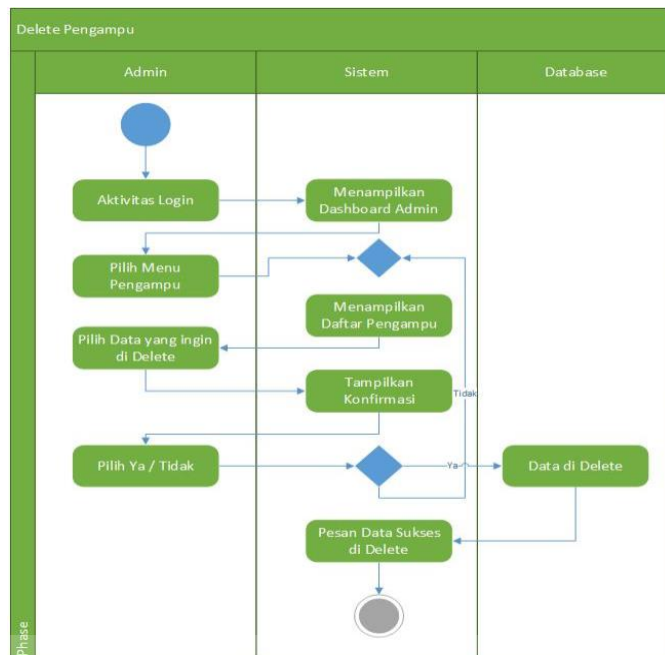 Delete Pengampu
Admin
Sistem
Database
Aktivitas Login
Menampilkan
Dashboard Admin
Pilih Menu
Pengampu
Menampilkan
Daftar Pengampu
Pilih Data yang ingin
di Delete
Tampilkan
Konfirmasi
Tidak
Pilih Ya / Tidak
Ya
Data di Delete
Pesan Data Sukses
di Delete
Phase